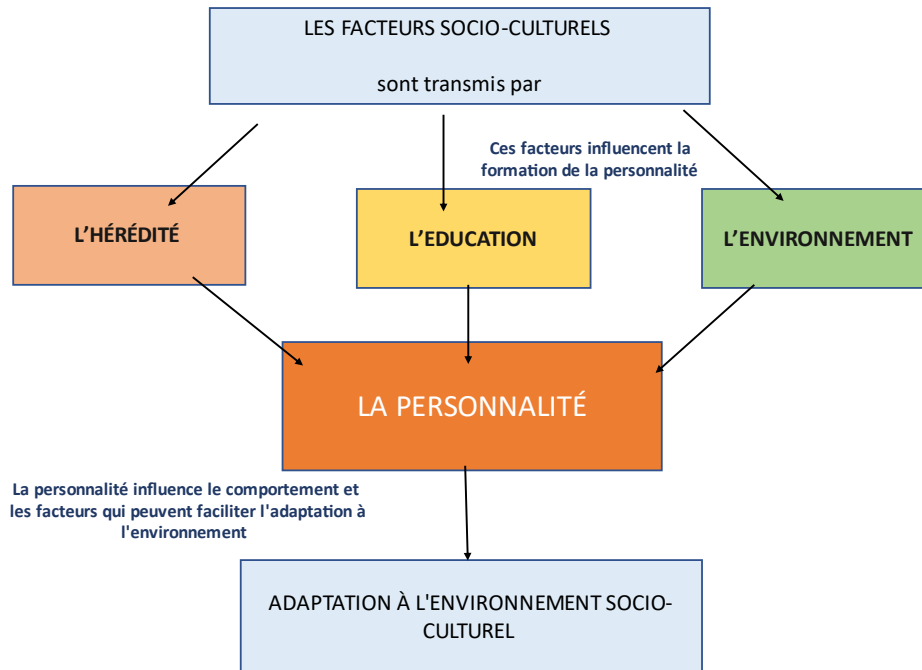 LES FACTEURS SOCIO-CULTURELS
sont transmis par
Ces facteurs influencent la
formation de la personnalité
L'HÉRÉDITÉ
L'EDUCATION
L'ENVIRONNEMENT
LA PERSONNALITÉ
La personnalité influence le comportement et
les facteurs qui peuvent faciliter l'adaptation à
l'environnement
ADAPTATION À L'ENVIRONNEMENT SOCIO-
CULTUREL